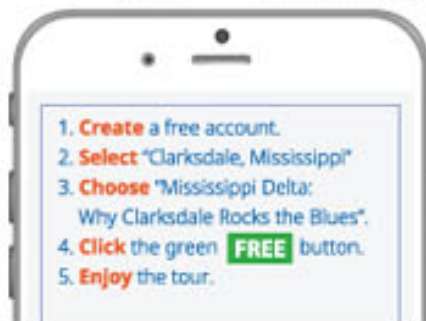 1. Create a free account.
2. Select "Clarksdale, Mississippi"
3. Choose "Mississippi Delta:
Why Clarksdale Rocks the Blues".
4. Click the green FREE button.
5. Enjoy the tour.